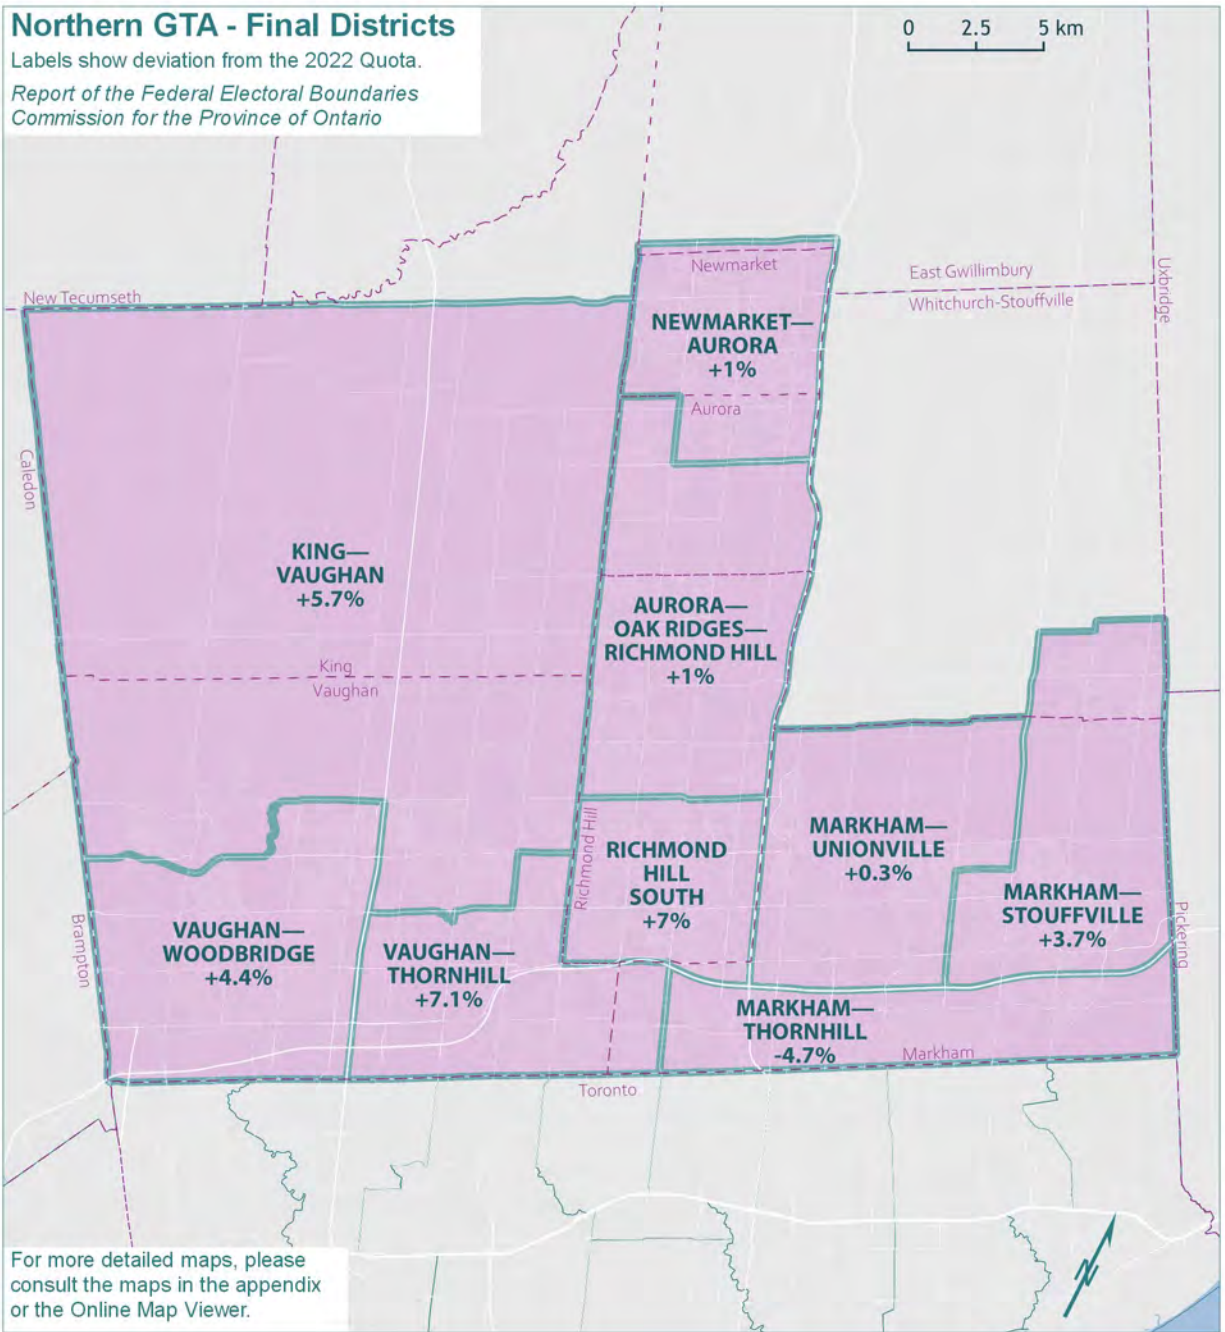 Northern GTA - Final Districts
Labels show deviation from the 2022 Quota.
Report of the Federal Electoral Boundaries
Commission for the Province of Ontario
0 2.5 5 km
Newmarket
East Gwillimbury
Whitchurch-Stouffville
Uxbridge
New Tecumseth
NEWMARKET—
AURORA
+1%
Aurora
Caledon
KING—
VAUGHAN
+5.7%
AURORA—
OAK RIDGES—
RICHMOND HILL
+1%
King
Vaughan
Richmond Hill
RICHMOND
HILL
SOUTH
+7%
MARKHAM—
UNIONVILLE
+0.3%
MARKHAM—
STOUFFVILLE
+3.7%
Pickering
Brampton
VAUGHAN—
WOODBRIDGE
+4.4%
VAUGHAN—
THORNHILL
+7.1%
MARKHAM—
THORNHILL
-4.7%
Markham
Toronto
N
For more detailed maps, please
consult the maps in the appendix
or the Online Map Viewer.